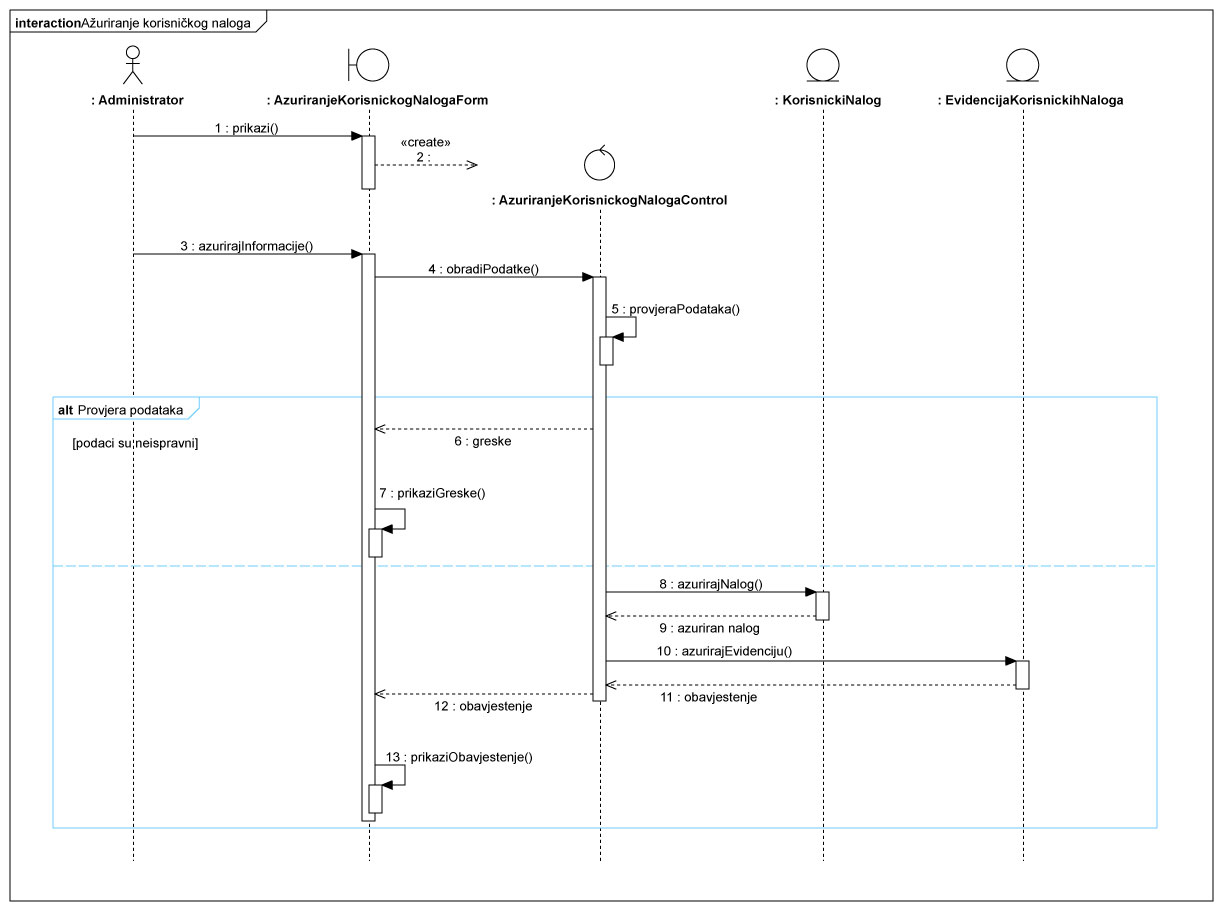 interactionAžuriranje korisničkog naloga
: Administrator
: AzuriranjeKorisnickogNalogaForm
: KorisnickiNalog
: EvidencijaKorisnickihNaloga
1 : prikazi()
«create»
2 :
: AzuriranjeKorisnickogNalogaControl
3 : azurirajInformacije()
4 : obradiPodatke()
5 : provjeraPodataka()
alt Provjera podataka
[podaci su neispravni]
6 : greske
7 : prikaziGreske()
8 : azurirajNalog()
9 : azuriran nalog
10 : azurirajEvidenciju()
11 : obavjestenje
12 : obavjestenje
13 : prikaziObavjestenje()